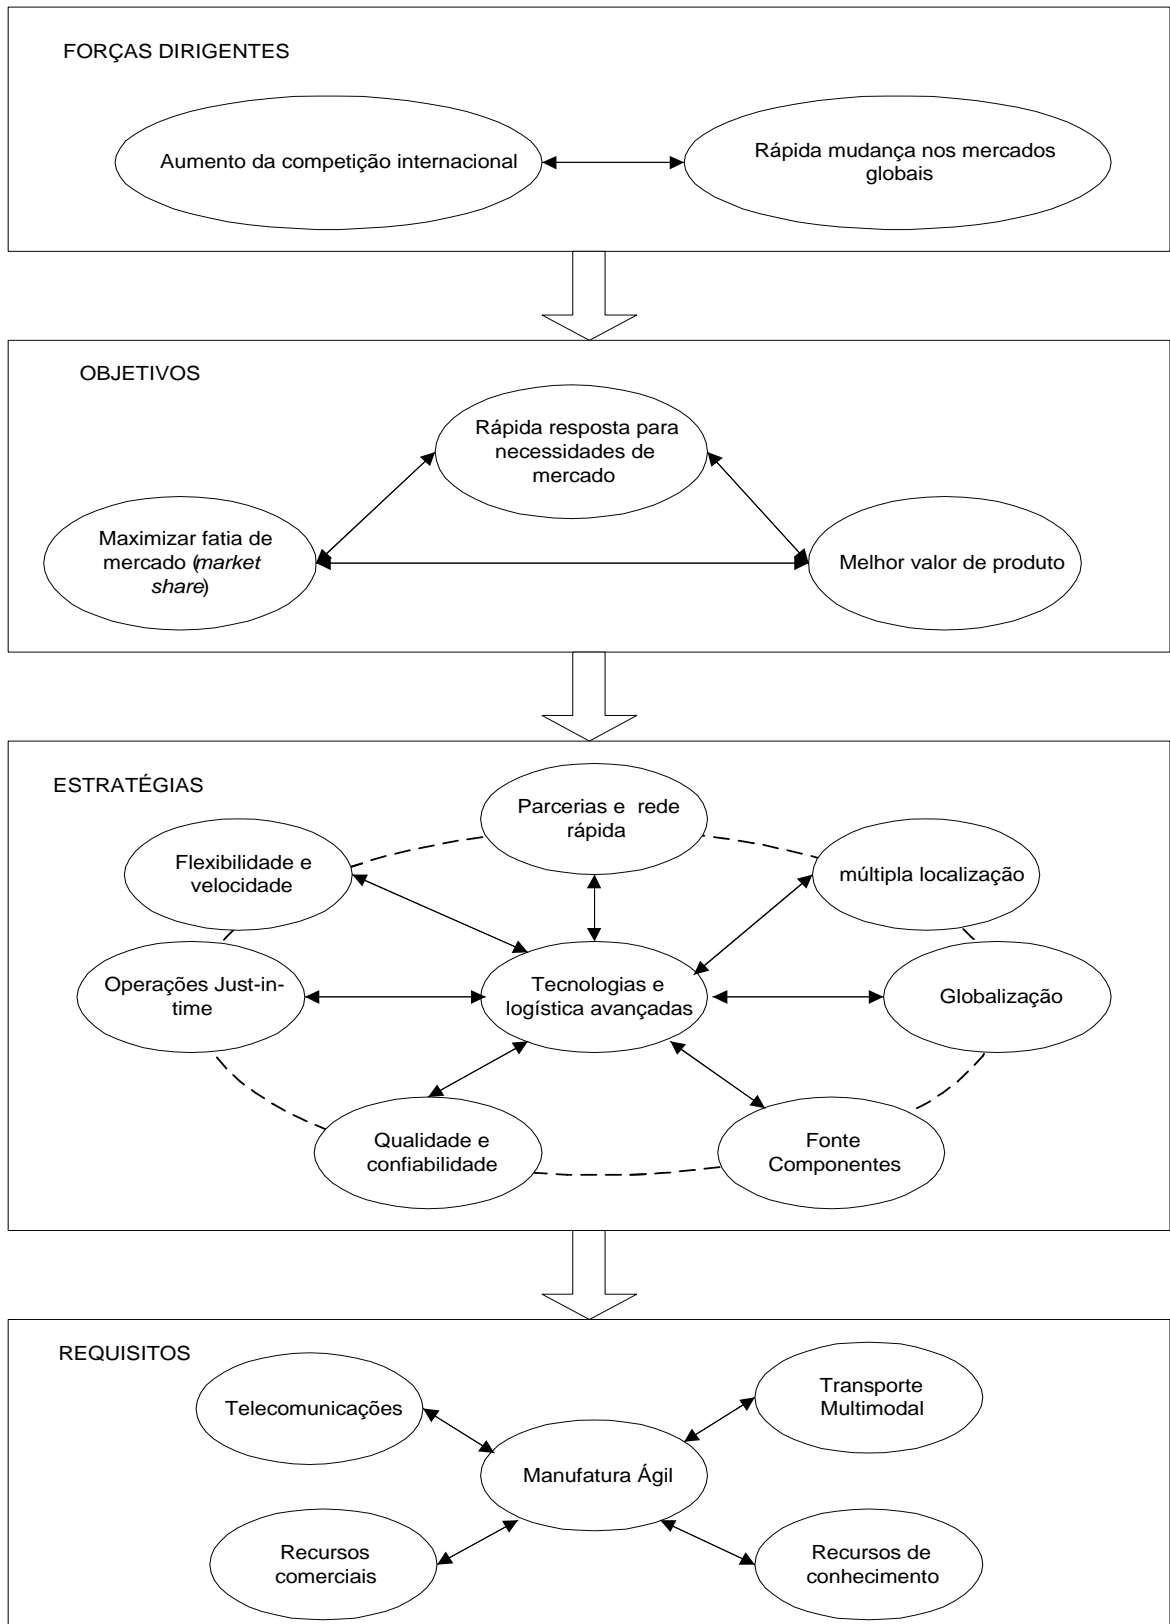 FORÇAS DIRIGENTES
Aumento da competição internacional
Rápida mudança nos mercados
globais
OBJETIVOS
Rápida resposta para
necessidades de
mercado
Maximizar fatia de
mercado (market
share)
Melhor valor de produto
ESTRATÉGIAS
Parcerias e rede
rápida
Flexibilidade e
velocidade
múltipla localização
Operações Just-in-
time
Tecnologias e
logística avançadas
Globalização
Qualidade e
confiabilidade
Fonte
Componentes
REQUISITOS
Telecomunicações
Transporte
Multimodal
Manufatura Ágil
Recursos
comerciais
Recursos de
conhecimento